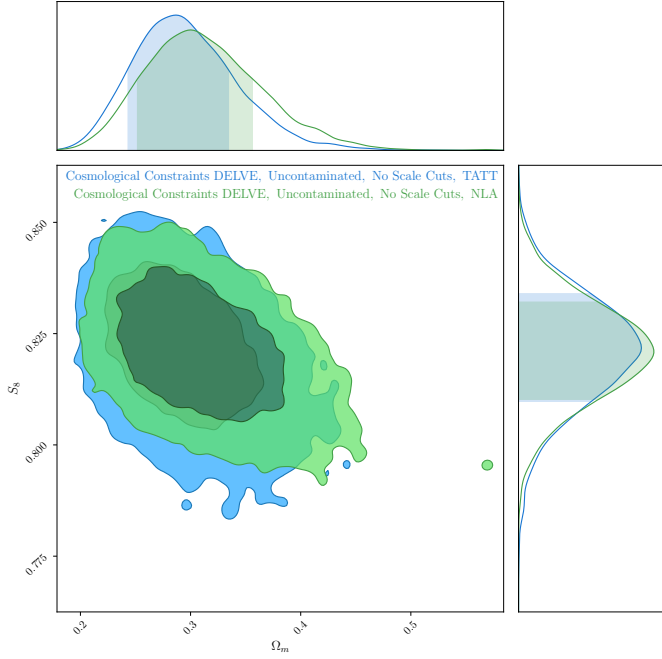 Cosmological Constraints DELVE, Uncontaminated, No Scale Cuts, TATT
Cosmological Constraints DELVE, Uncontaminated, No Scale Cuts, NLA
0.850
0.825
S₈
0.800
0.775
0.2
0.3
0.4
0.5
Ωₘ